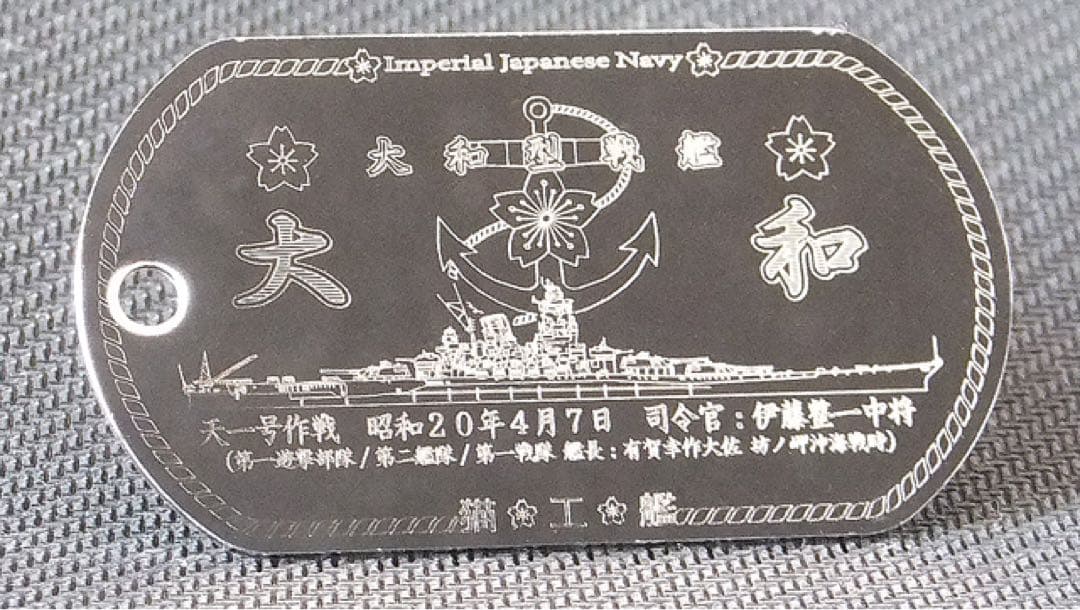 Imperial Japanese Navy
大和型戦艦
大和
天一号作戦 昭和20年4月7日 司令官:伊藤整一中将
(第一遊撃部隊/第二艦隊/第一戦隊 艦長:有賀幸作大佐 坊ノ岬沖海戦時)
工 艦